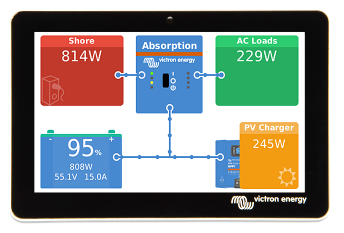 Shore
814W
Absorption
victron energy
AC Loads
229W
- +
95%
808W
55.1V 15.0A
PV Charger
245W
victron energy